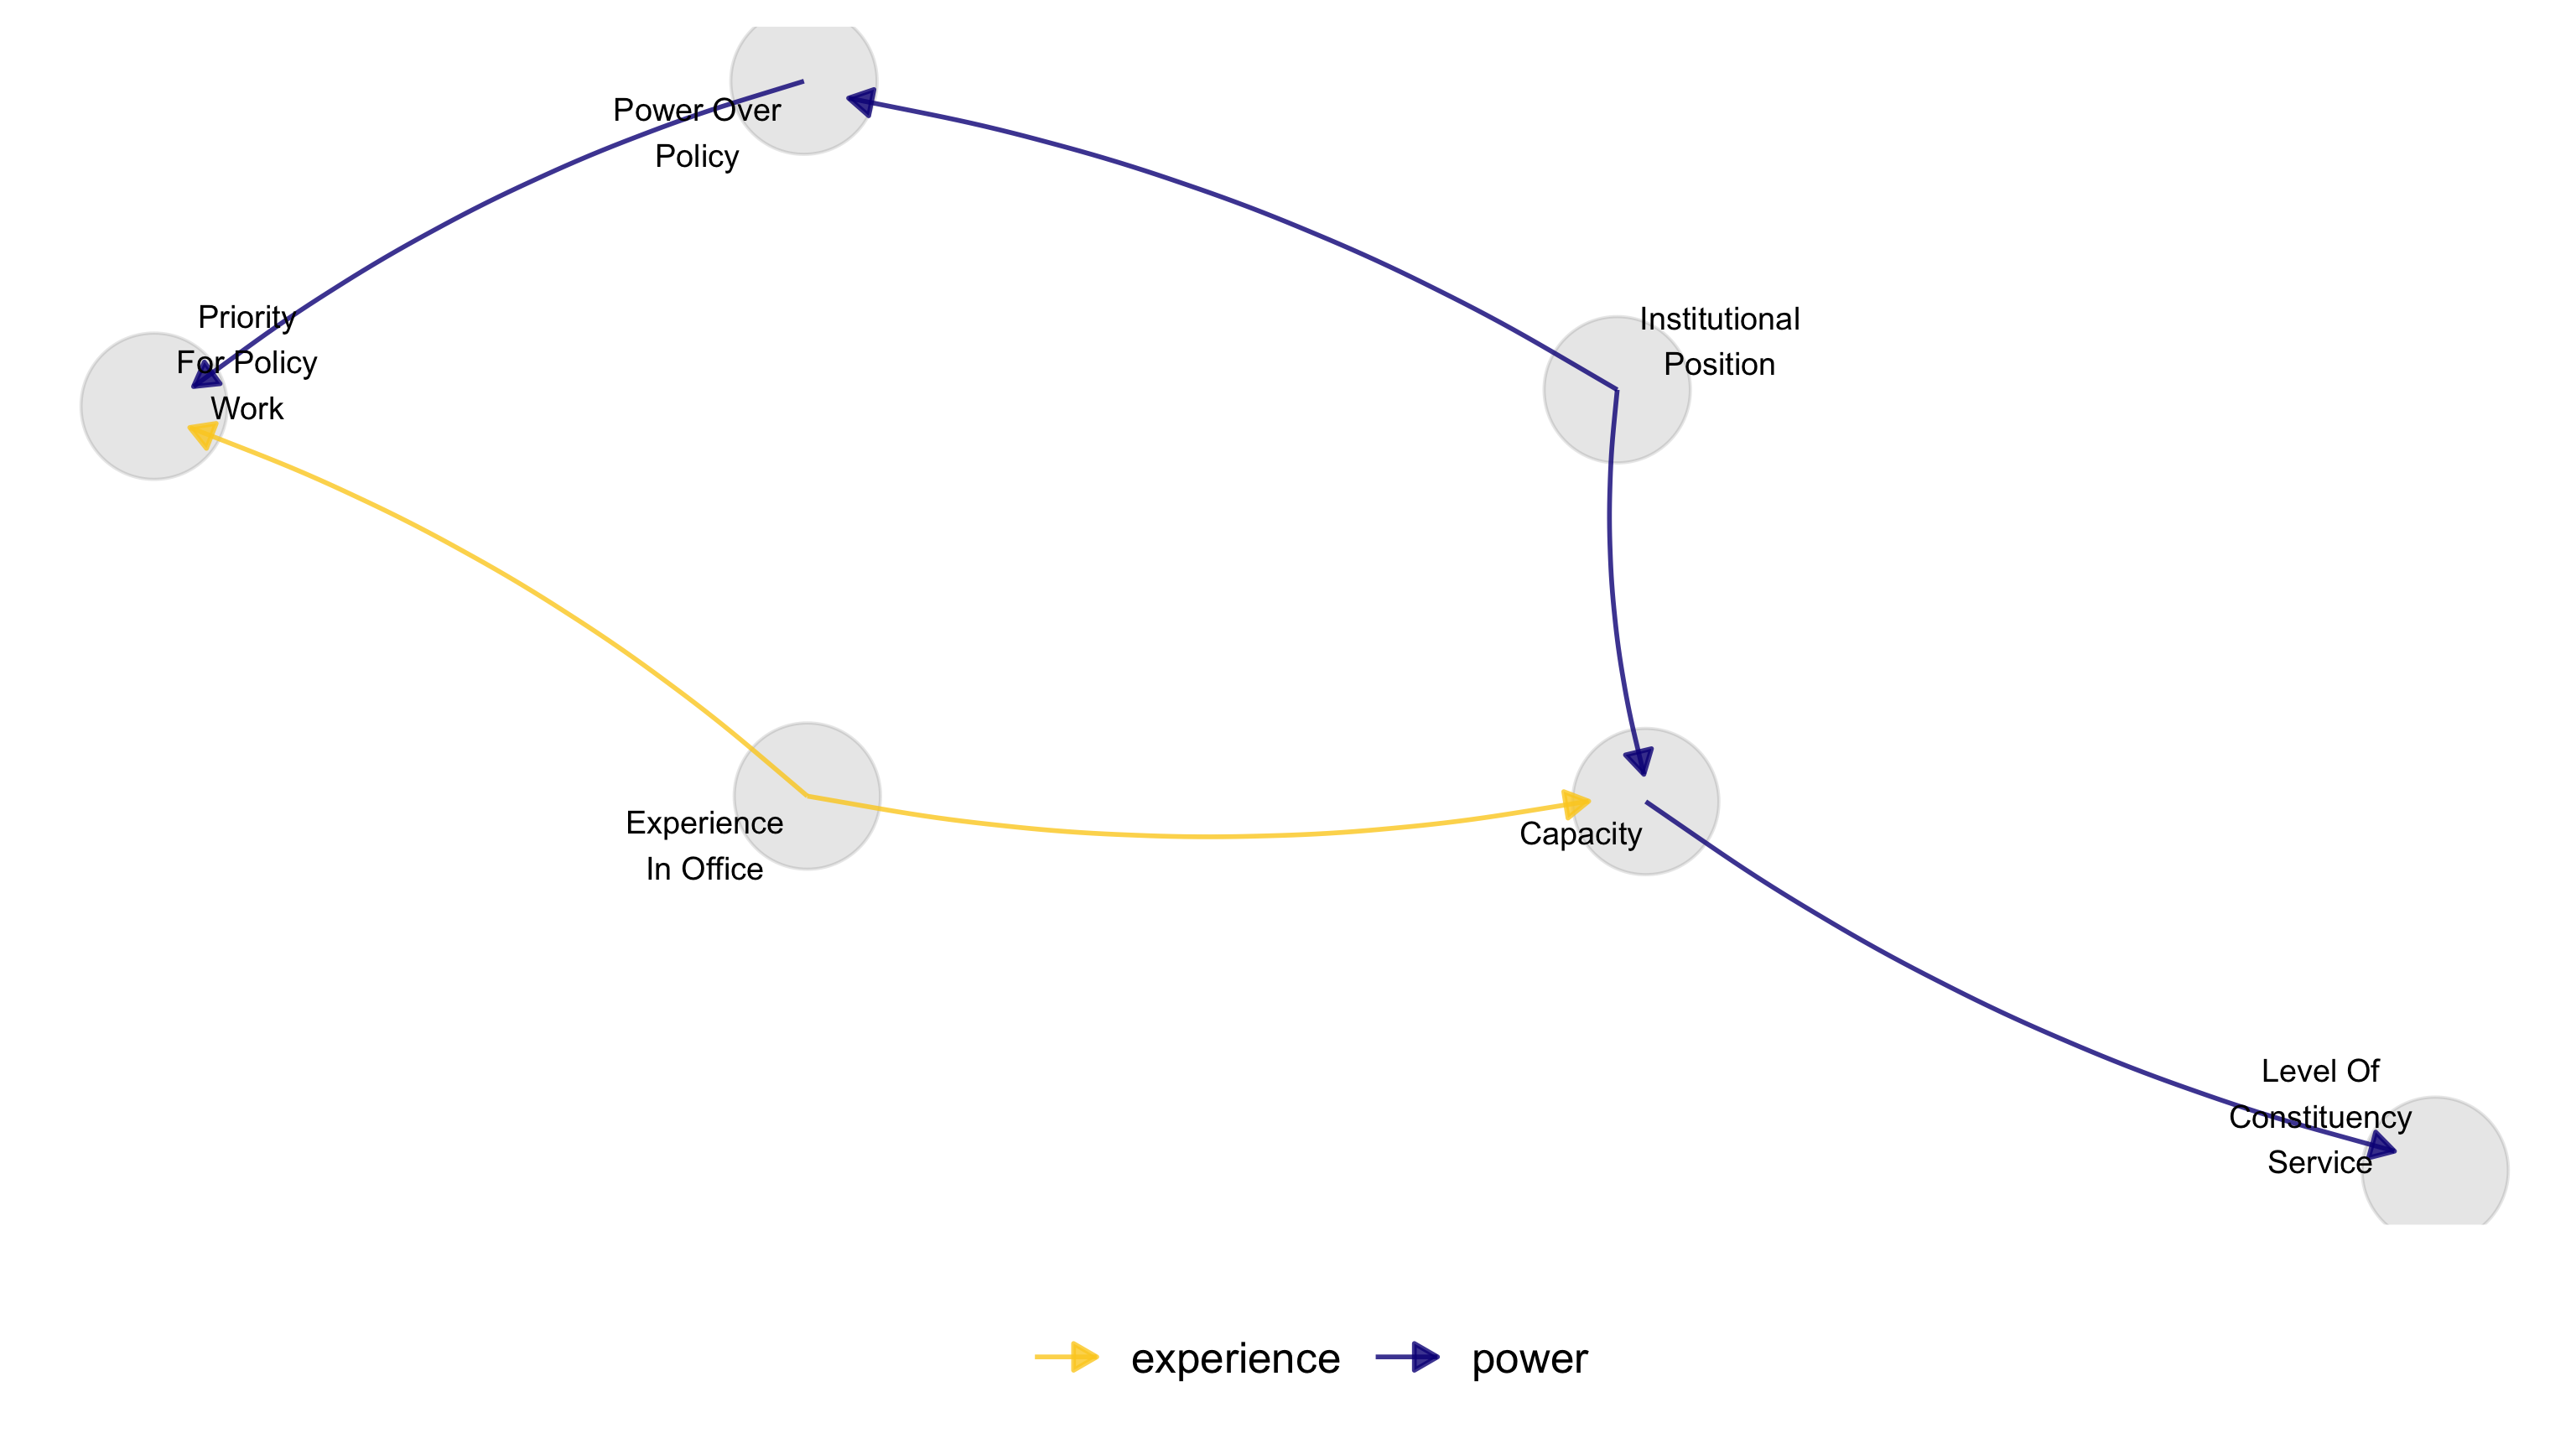 Power Over
Policy
Priority
For Policy
Work
Institutional
Position
Experience
In Office
Capacity
Level Of
Constituency
Service
experience
power